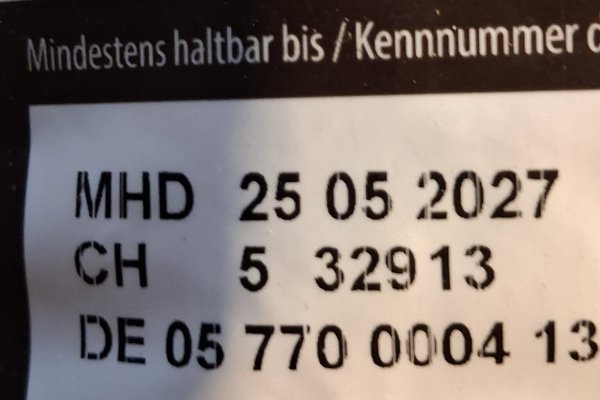 Mindestens haltbar bis / Kennnummer d
MHD 25 05 2027
CH 5 32913
DE 05 770 0004 13